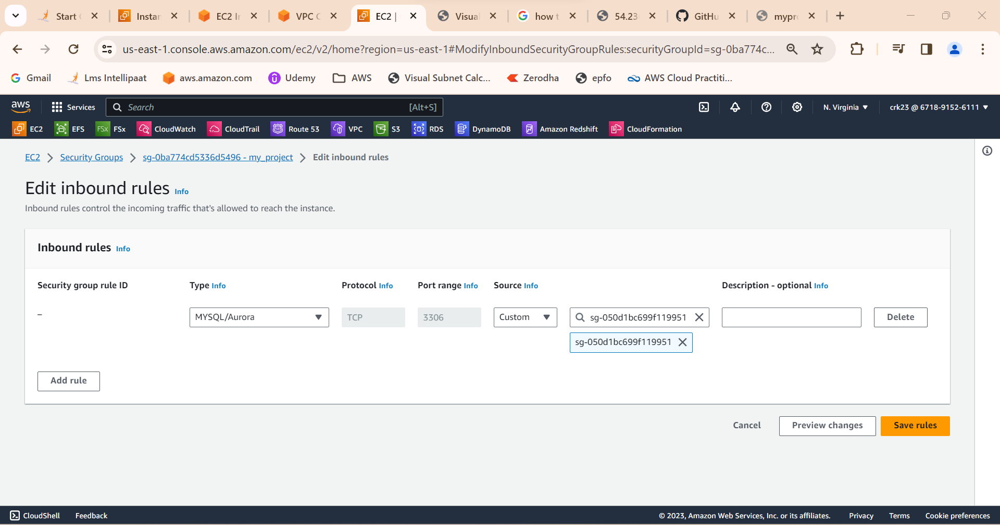 Start
Instar
EC2 Ir
VPC
EC2 |
Visual
how t
54.23
GitHu
mypr
us-east-1.console.aws.amazon.com/ec2/v2/home?region=us-east-1#ModifyInboundSecurityGroupRules:securityGroupId=sg-0ba774c...
Gmail
Lms Intellipaat
aws.amazon.com
Udemy
AWS
Visual Subnet Calc...
Zerodha
epfo
AWS Cloud Practiti...
aws
Services
Search
[Alt+S]
N. Virginia
crk23 @ 6718-9152-6111
EC2
EFS
FSx
FSx
CloudWatch
CloudTrail
Route 53
VPC
S3
RDS
DynamoDB
Amazon Redshift
CloudFormation
EC2
Security Groups
sg-0ba774cd5336d5496 - my_project
Edit inbound rules
Edit inbound rules Info
Inbound rules control the incoming traffic that's allowed to reach the instance.
Inbound rules Info
Security group rule ID
Type Info
Protocol Info
Port range Info
Source Info
Description - optional Info
–
MYSQL/Aurora
TCP
3306
Custom
sg-050d1bc699f119951
Delete
sg-050d1bc699f119951
Add rule
Cancel
Preview changes
Save rules
CloudShell
Feedback
© 2023, Amazon Web Services, Inc. or its affiliates.
Privacy
Terms
Cookie preferences